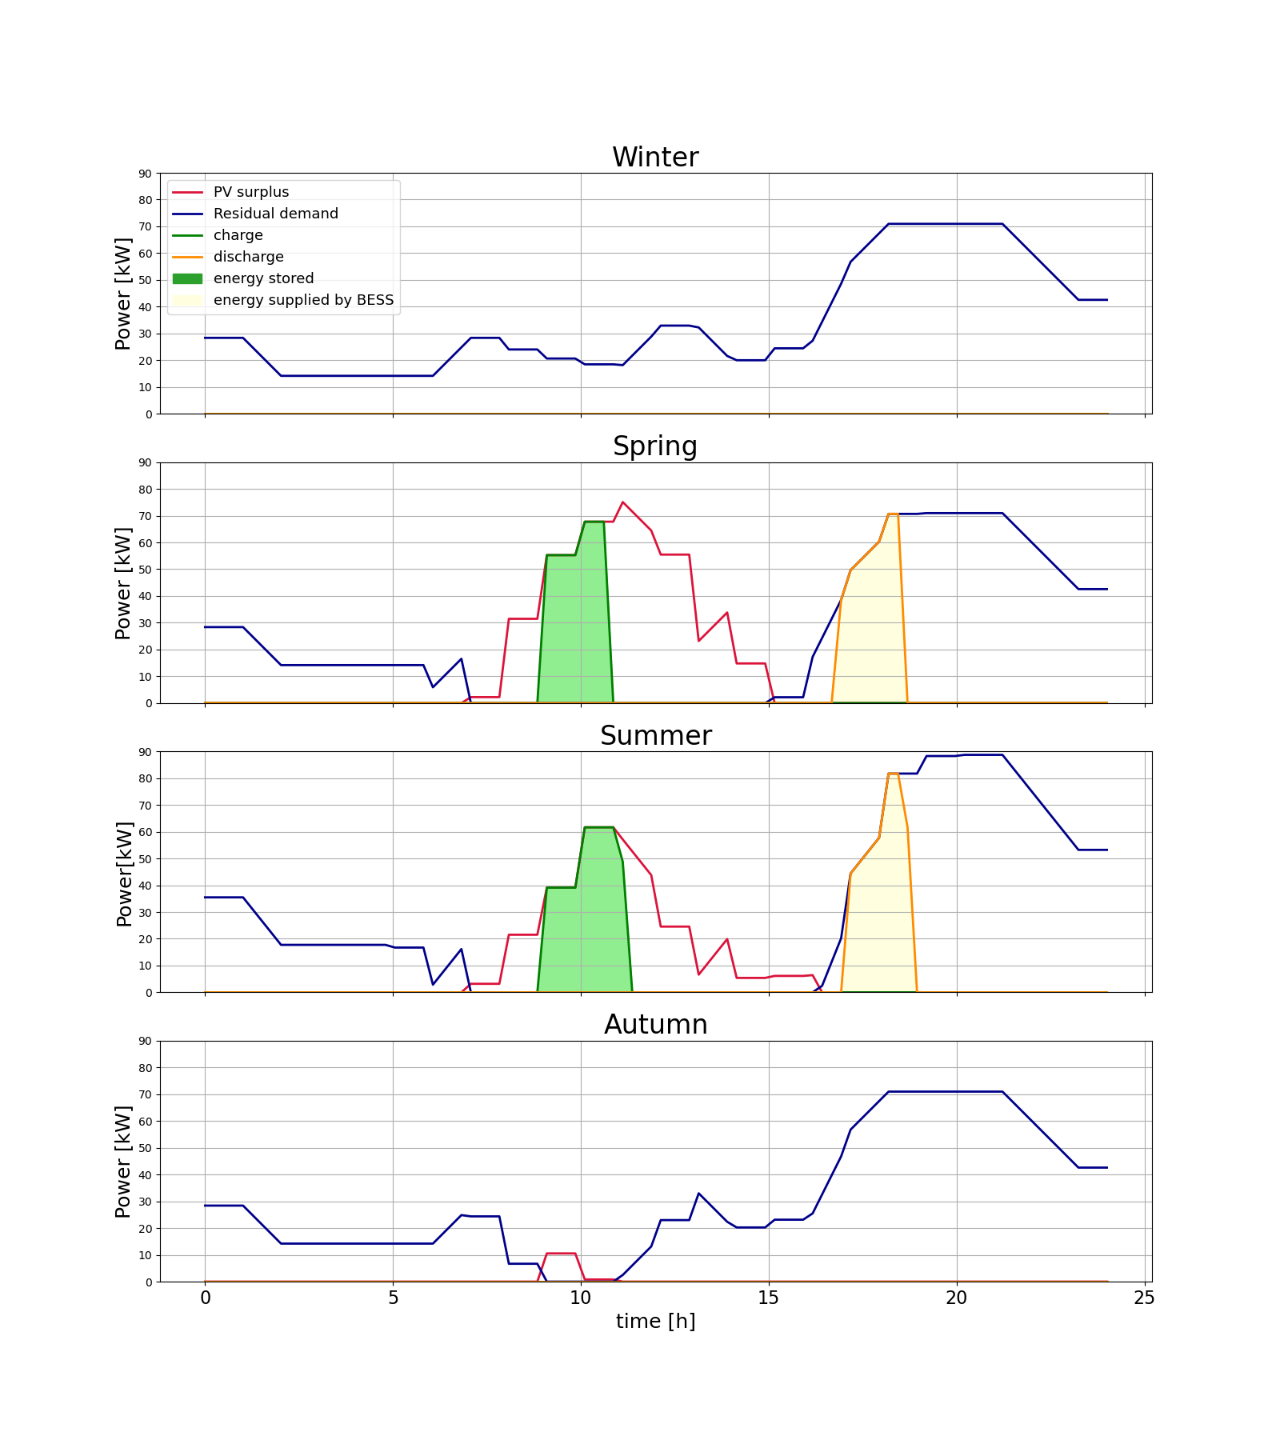 Winter
Power [kW]
90
80
70
60
50
40
30
20
10
0
PV surplus
Residual demand
charge
discharge
energy stored
energy supplied by BESS
Spring
Power [kW]
90
80
70
60
50
40
30
20
10
0
Summer
Power[kW]
90
80
70
60
50
40
30
20
10
0
Autumn
Power [kW]
90
80
70
60
50
40
30
20
10
0
0 5 10 15 20 25
time [h]